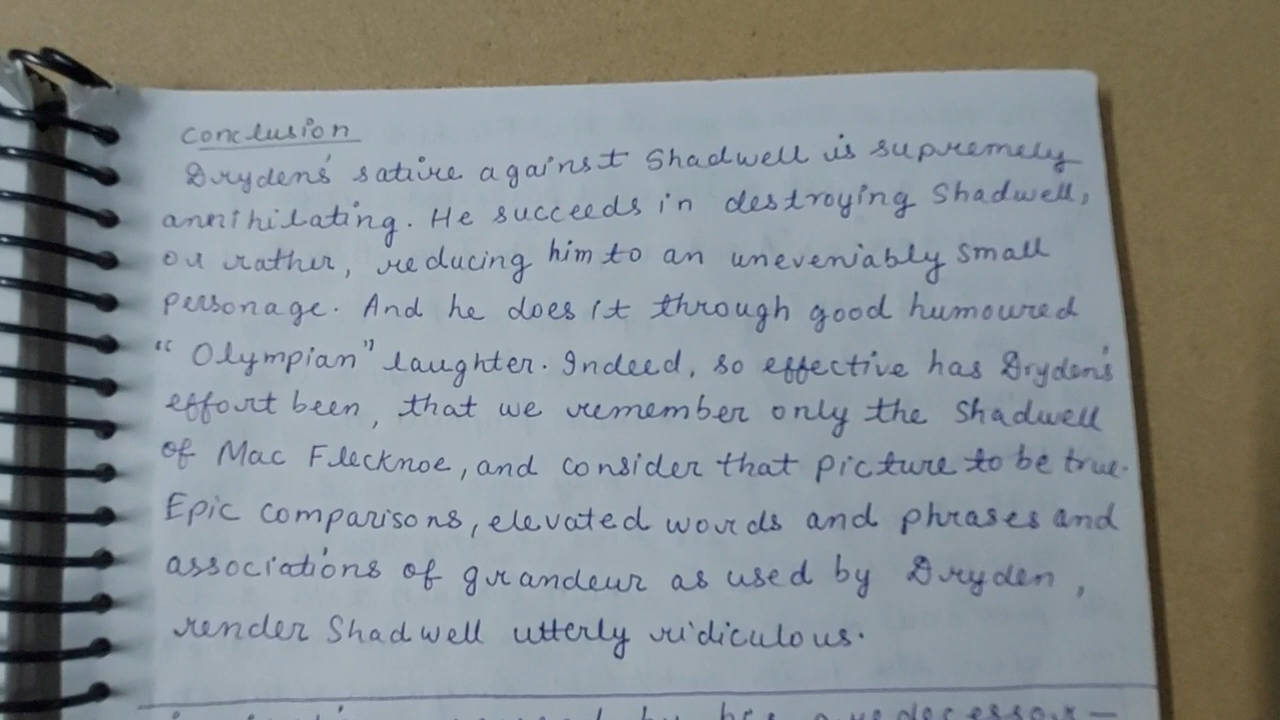 Conclusion
Dryden's satire against Shadwell is supremely
annihilating. He succeeds in destroying Shadwell,
or rather, reducing him to an uneveniably small
personage. And he does it through good humoured
"Olympian" laughter. Indeed, so effective has Dryden's
effort been, that we remember only the Shadwell
of Mac Flecknoe, and consider that picture to be true.
Epic comparisons, elevated words and phrases and
associations of grandeur as used by Dryden,
render Shadwell utterly ridiculous.